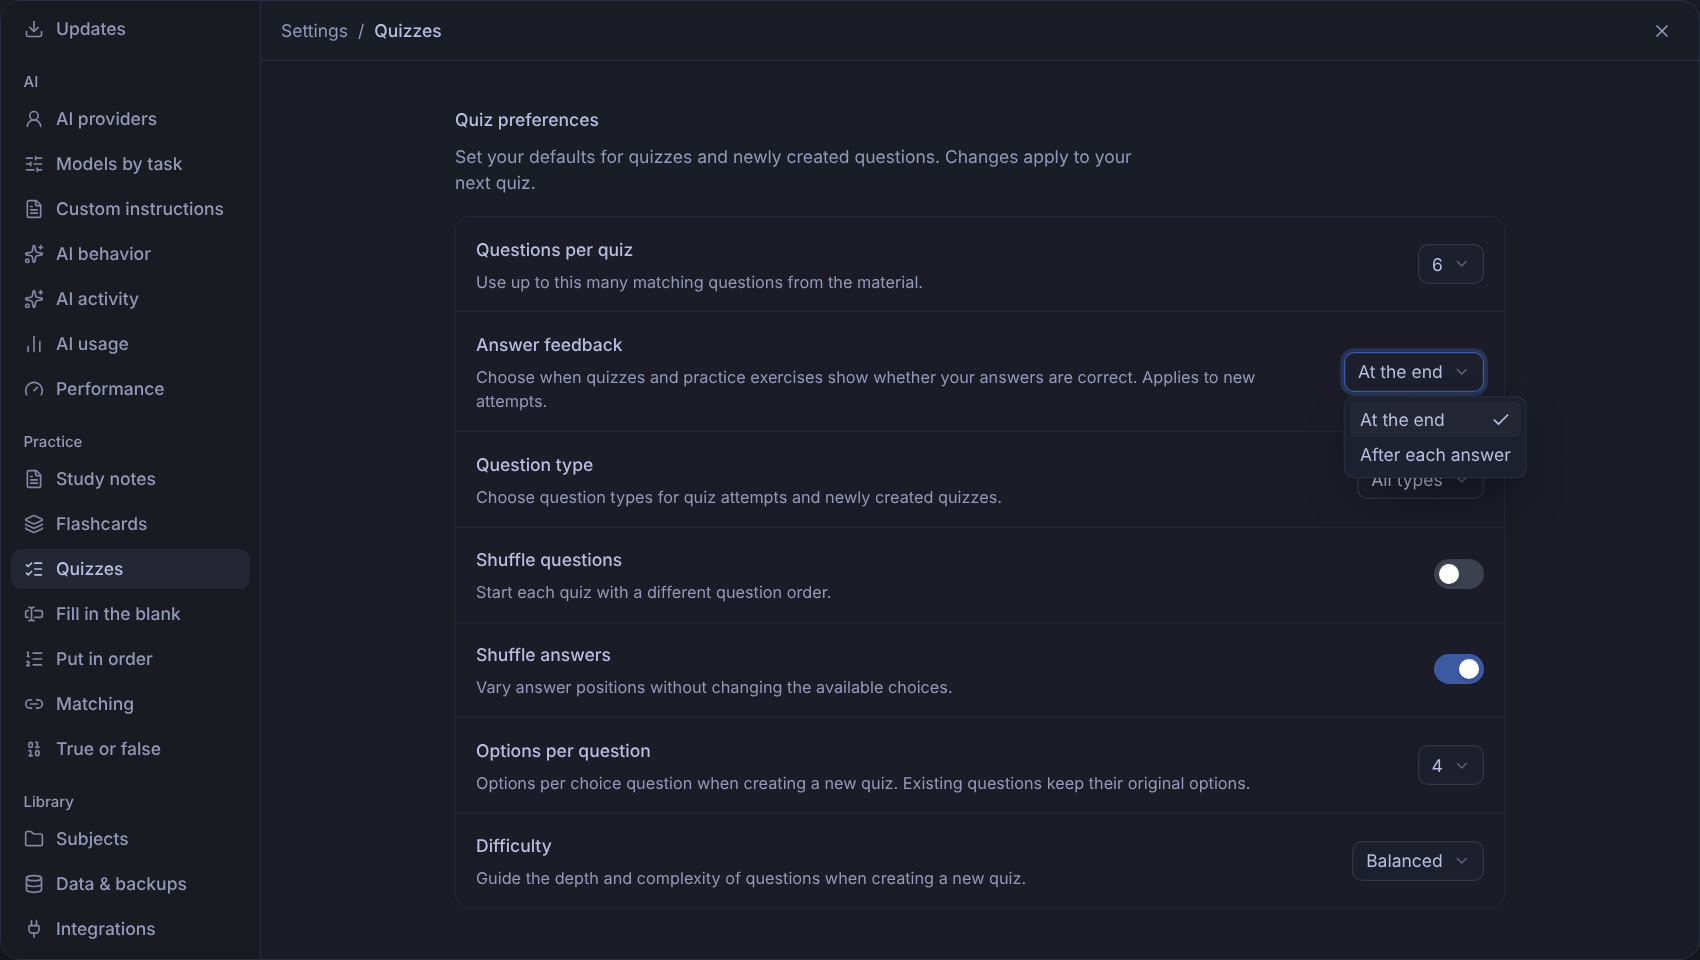 Updates
AI
AI providers
Models by task
Custom instructions
AI behavior
AI activity
AI usage
Performance
Practice
Study notes
Flashcards
Quizzes
Fill in the blank
Put in order
Matching
True or false
Library
Subjects
Data & backups
Integrations
Settings / Quizzes
Quiz preferences
Set your defaults for quizzes and newly created questions. Changes apply to your
next quiz.
Questions per quiz
Use up to this many matching questions from the material.
6
Answer feedback
Choose when quizzes and practice exercises show whether your answers are correct. Applies to new
attempts.
At the end
At the end
After each answer
Question type
Choose question types for quiz attempts and newly created quizzes.
All types
Shuffle questions
Start each quiz with a different question order.
Shuffle answers
Vary answer positions without changing the available choices.
Options per question
Options per choice question when creating a new quiz. Existing questions keep their original options.
4
Difficulty
Guide the depth and complexity of questions when creating a new quiz.
Balanced